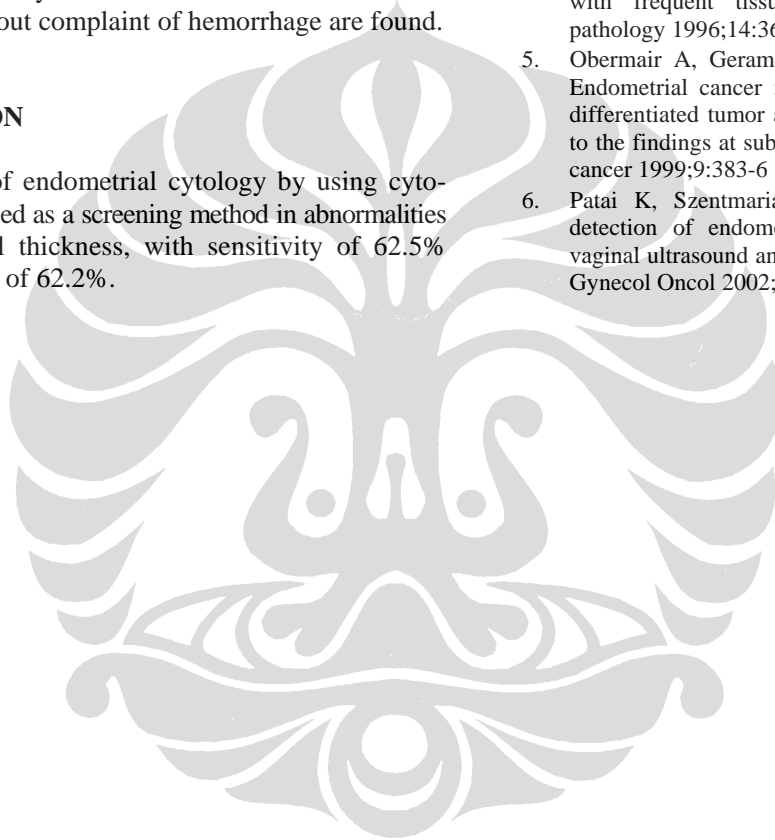 out complaint of hemorrhage are found.
ON
of endometrial cytology by using cyto-
ed as a screening method in abnormalities
l thickness, with sensitivity of 62.5%
of 62.2%.
with frequent tissu
pathology 1996;14:36
5. Obermair A, Geram
Endometrial cancer
differentiated tumor a
to the findings at sub
cancer 1999;9:383-6
6. Patai K, Szentmaria
detection of endome
vaginal ultrasound an
Gynecol Oncol 2002;